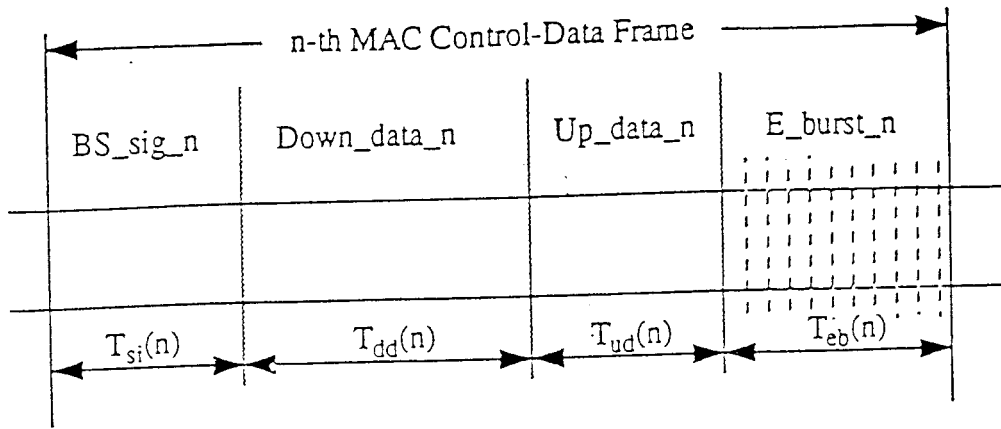 n-th MAC Control-Data Frame
BS_sig_n
Down_data_n
Up_data_n
E_burst_n
T_si(n)
T_dd(n)
T_ud(n)
T_eb(n)